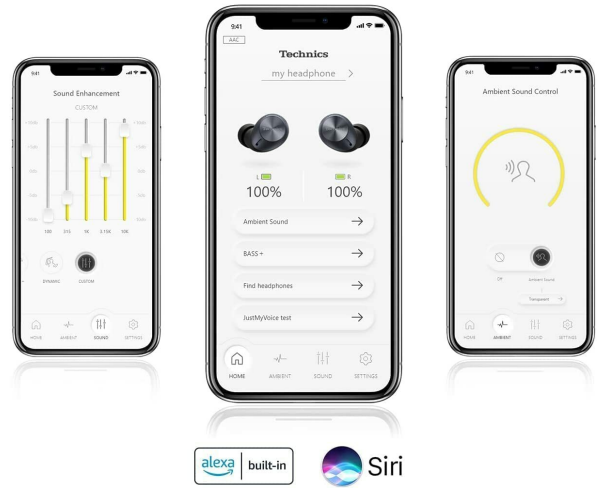 9:41
Sound Enhancement
CUSTOM
100
315
1K
3.15K
10K
DYNAMIC
CUSTOM
HOME
AMBIENT
SOUND
SETTINGS
9:41
AAC
Technics
my headphone
L
R
100%
100%
Ambient Sound
BASS+
Find headphones
JustMyVoice test
HOME
AMBIENT
SOUND
SETTINGS
9:41
Ambient Sound Control
Off
Ambient Sound
Transparent
HOME
AMBIENT
SOUND
SETTINGS
alexa built-in
Siri